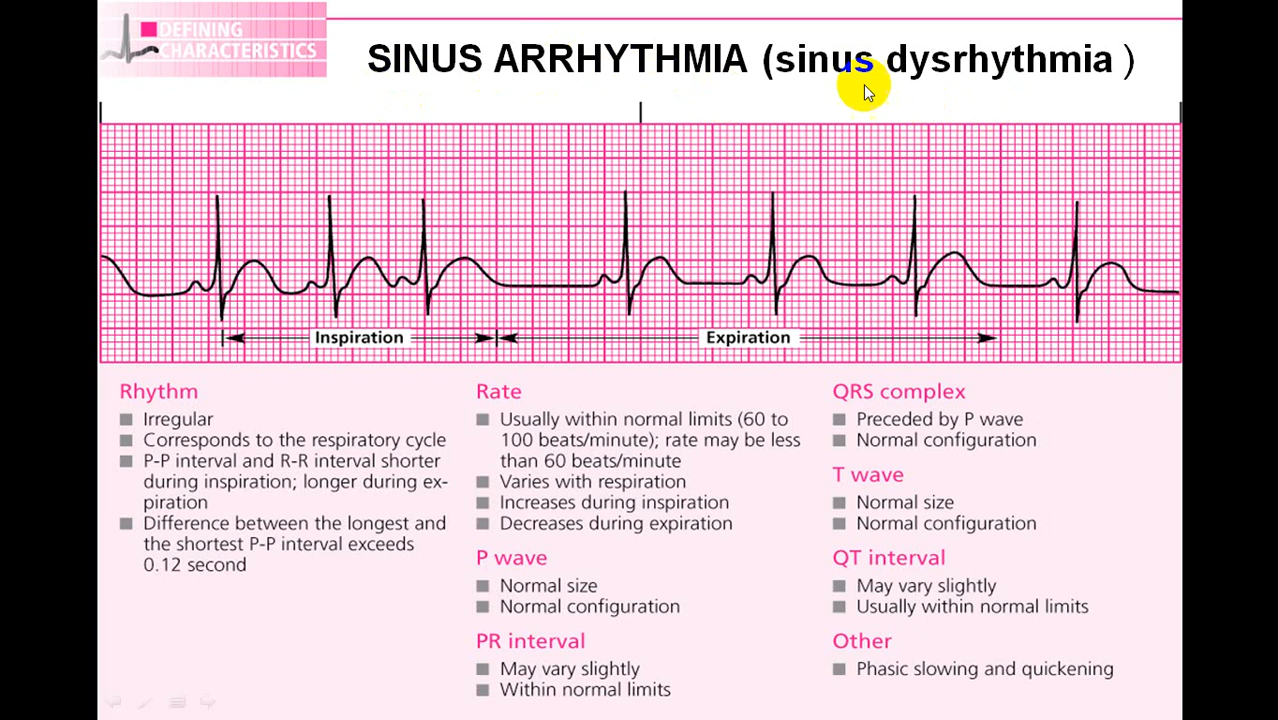 DEFINING
CHARACTERISTICS
SINUS ARRHYTHMIA (sinus dysrhythmia )
Inspiration
Expiration
Rhythm
Irregular
Corresponds to the respiratory cycle
P-P interval and R-R interval shorter
during inspiration; longer during ex-
piration
Difference between the longest and
the shortest P-P interval exceeds
0.12 second
Rate
Usually within normal limits (60 to
100 beats/minute); rate may be less
than 60 beats/minute
Varies with respiration
Increases during inspiration
Decreases during expiration
P wave
Normal size
Normal configuration
PR interval
May vary slightly
Within normal limits
QRS complex
Preceded by P wave
Normal configuration
T wave
Normal size
Normal configuration
QT interval
May vary slightly
Usually within normal limits
Other
Phasic slowing and quickening